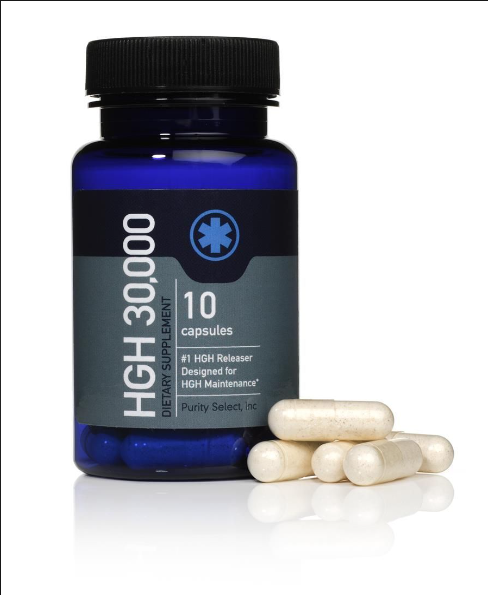 HGH 30,000
DIETARY SUPPLEMENT
10
capsules
#1 HGH Releaser
Designed for
HGH Maintenance*
Purity Select, Inc